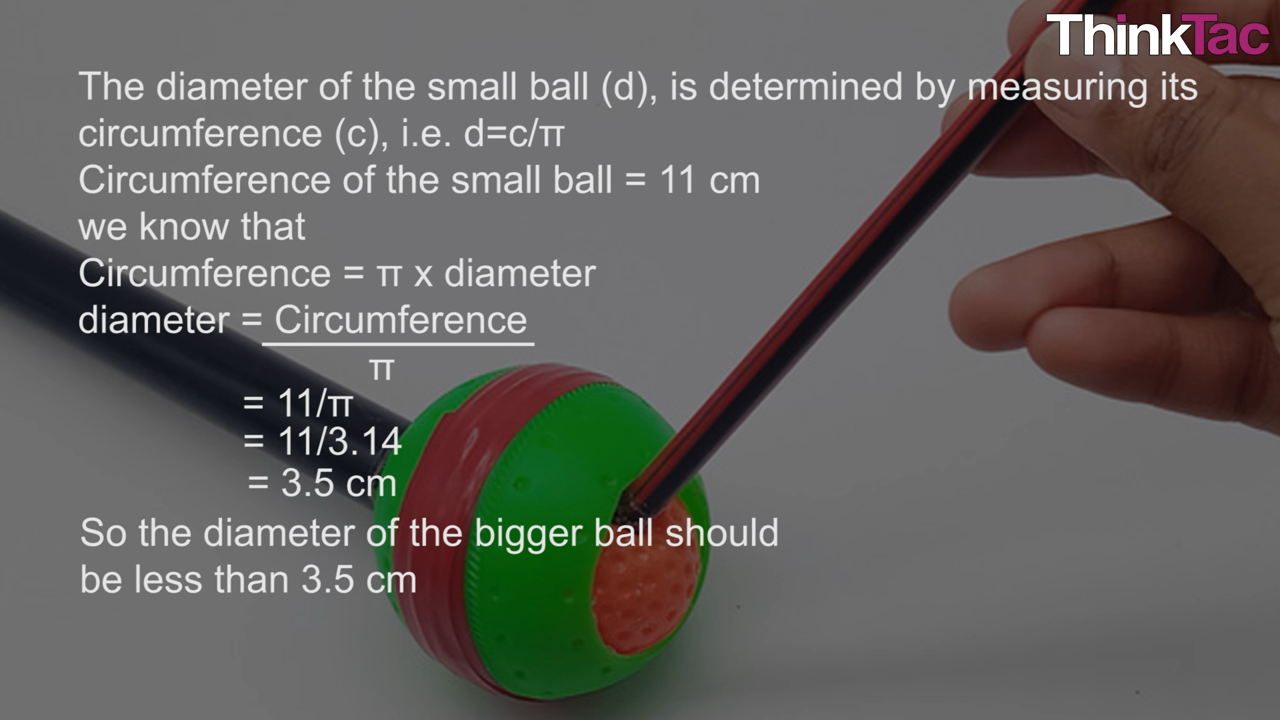 ThinkTac
The diameter of the small ball (d), is determined by measuring its
circumference (c), i.e. d=c/π
Circumference of the small ball = 11 cm
we know that
Circumference = π x diameter
diameter = Circumference
π
= 11/π
= 11/3.14
= 3.5 cm
So the diameter of the bigger ball should
be less than 3.5 cm